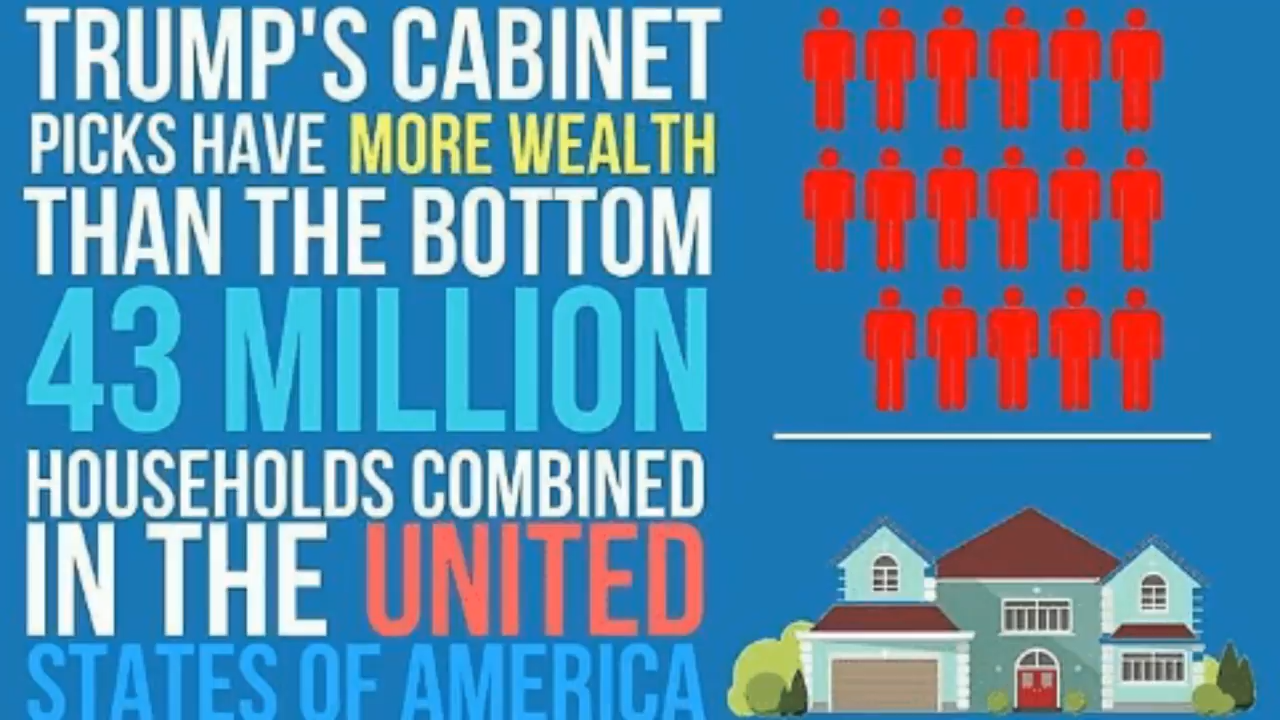 TRUMP'S CABINET
PICKS HAVE MORE WEALTH
THAN THE BOTTOM
43 MILLION
HOUSEHOLDS COMBINED
IN THE UNITED
STATES OF AMERICA